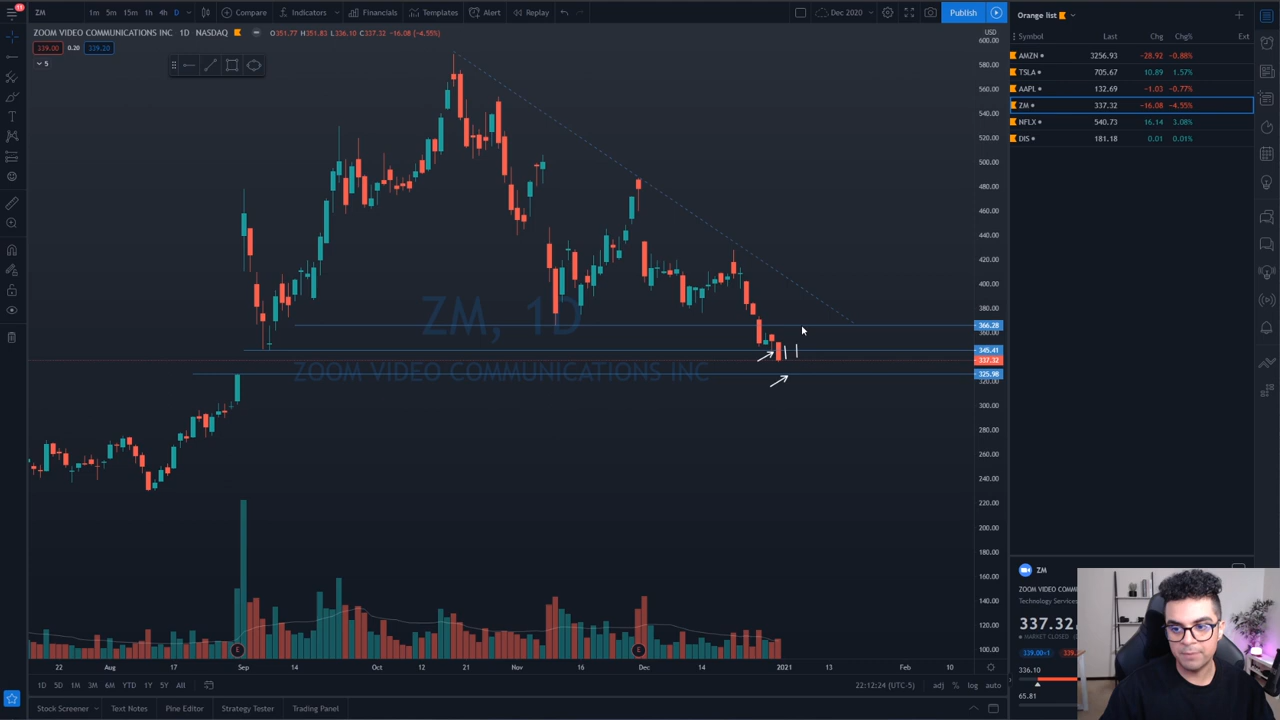 11
ZM
1m 5m 15m 1h 4h D
Compare
Indicators
Financials
Templates
Alert
Replay
Dec 2020
Publish
ZOOM VIDEO COMMUNICATIONS INC 1D NASDAQ O351.77 H351.83 L336.10 C337.32 −16.08 (−4.55%)
339.00 0.20 339.20
5
USD
600.00
580.00
560.00
540.00
520.00
500.00
480.00
460.00
440.00
420.00
400.00
380.00
366.28
360.00
345.41
337.32
325.98
320.00
300.00
280.00
260.00
240.00
220.00
200.00
180.00
160.00
140.00
120.00
100.00
ZM, 1D
ZOOM VIDEO COMMUNICATIONS INC
E
E
22 Aug 17 Sep 14 Oct 12 21 Nov 16 Dec 14 2021 13 Feb 10
1D 5D 1M 3M 6M YTD 1Y 5Y All
22:12:24 (UTC-5)
adj % log auto
Stock Screener
Text Notes
Pine Editor
Strategy Tester
Trading Panel
Orange list
Symbol Last Chg Chg% Ext
AMZN 3256.93 −28.92 −0.88%
TSLA 705.67 10.89 1.57%
AAPL 132.69 −1.03 −0.77%
ZM 337.32 −16.08 −4.55%
NFLX 540.73 16.14 3.08%
DIS 181.18 0.01 0.01%
ZM
ZOOM VIDEO COMMU
Technology Services
337.32
MARKET CLOSED
339.00×1
336.10
65.81